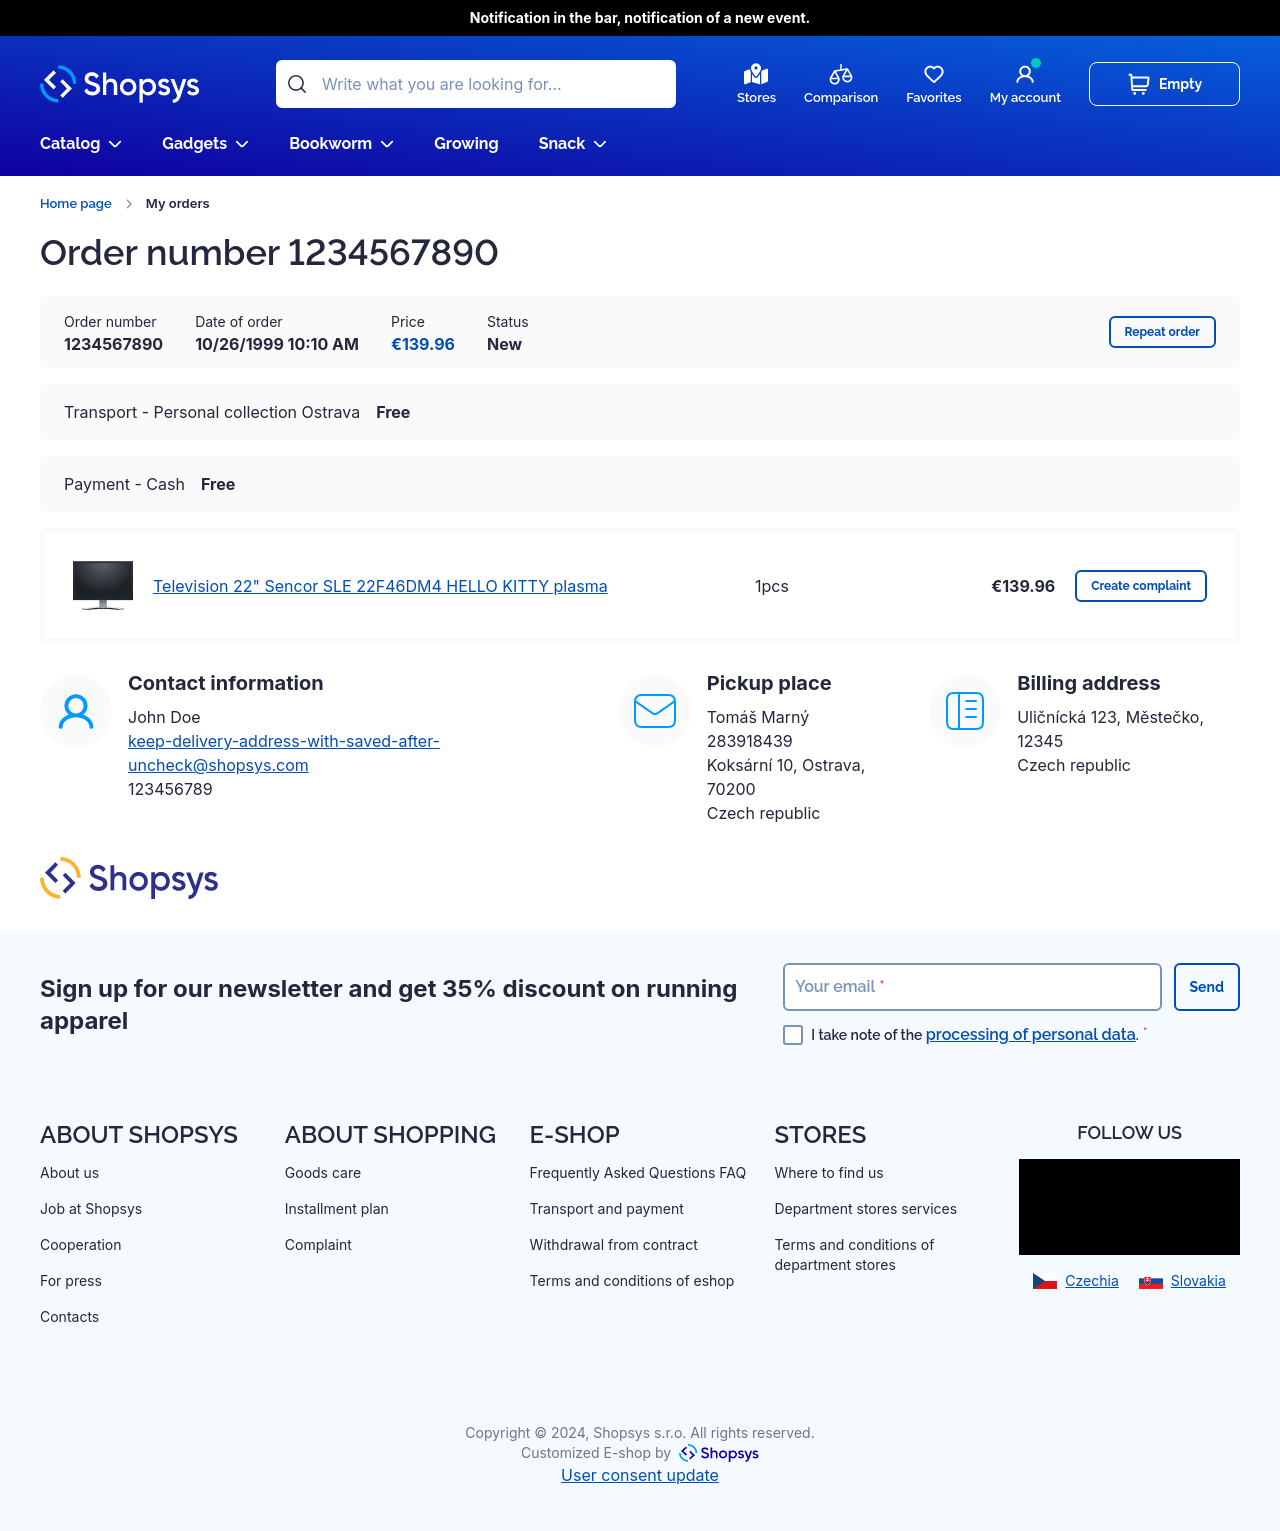 Notification in the bar, notification of a new event.
Shopsys
Write what you are looking for...
Stores
Comparison
Favorites
My account
Empty
Catalog
Gadgets
Bookworm
Growing
Snack
Home page
My orders
Order number 1234567890
Order number
1234567890
Date of order
10/26/1999 10:10 AM
Price
€139.96
Status
New
Repeat order
Transport - Personal collection Ostrava Free
Payment - Cash Free
Television 22" Sencor SLE 22F46DM4 HELLO KITTY plasma
1pcs
€139.96
Create complaint
Contact information
John Doe
keep-delivery-address-with-saved-after-
uncheck@shopsys.com
123456789
Pickup place
Tomáš Marný
283918439
Koksární 10, Ostrava,
70200
Czech republic
Billing address
Uličnícká 123, Městečko,
12345
Czech republic
Shopsys
Sign up for our newsletter and get 35% discount on running
apparel
Your email *
Send
I take note of the processing of personal data. *
ABOUT SHOPSYS
About us
Job at Shopsys
Cooperation
For press
Contacts
ABOUT SHOPPING
Goods care
Installment plan
Complaint
E-SHOP
Frequently Asked Questions FAQ
Transport and payment
Withdrawal from contract
Terms and conditions of eshop
STORES
Where to find us
Department stores services
Terms and conditions of
department stores
FOLLOW US
Czechia
Slovakia
Copyright © 2024, Shopsys s.r.o. All rights reserved.
Customized E-shop by Shopsys
User consent update